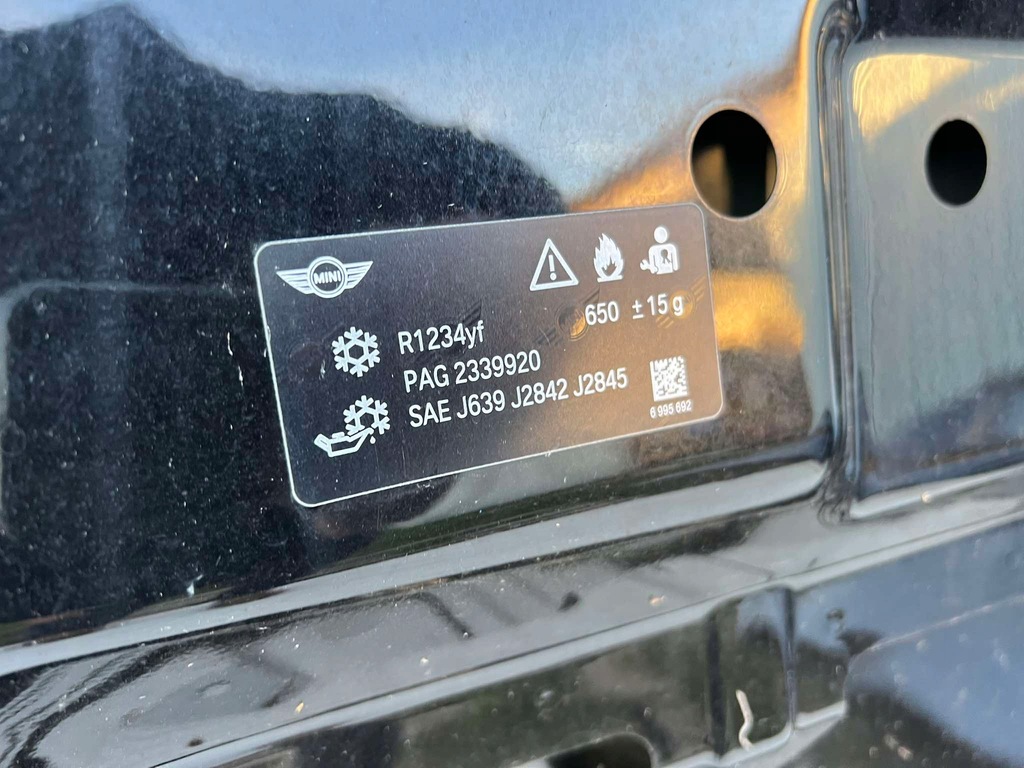 MINI
650 ± 15 g
R1234yf
PAG 2339920
SAE J639 J2842 J2845
6 995 692